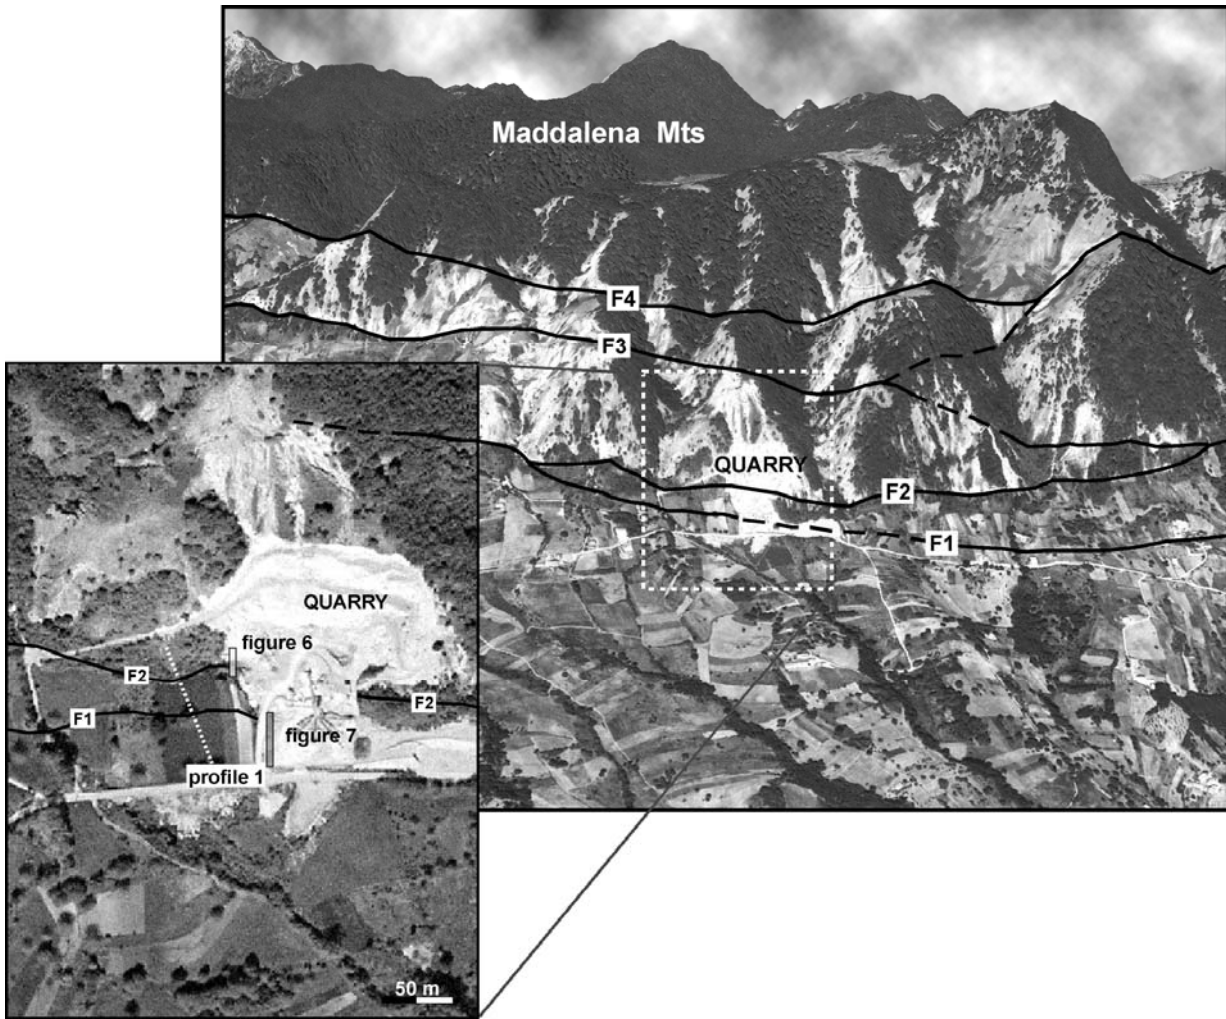 Maddalena Mts
F4
F3
QUARRY
F2
F1
QUARRY
figure 6
F2
F2
F1
figure 7
profile 1
50 m